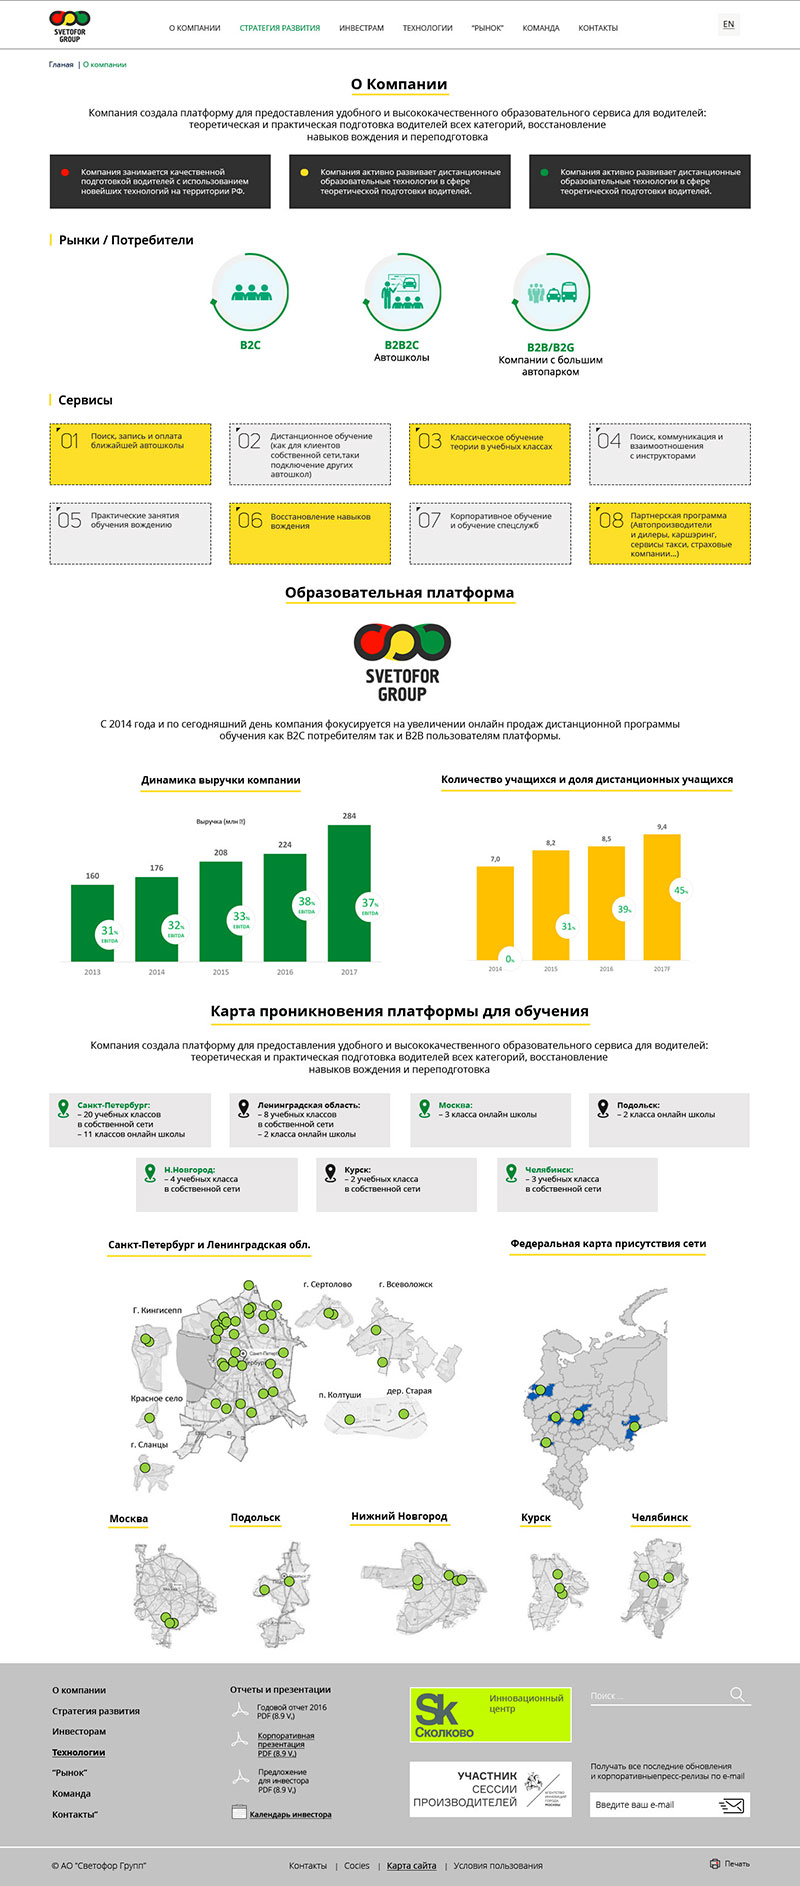 SVETOFOR
GROUP
О КОМПАНИИ
СТРАТЕГИЯ РАЗВИТИЯ
ИНВЕСТРАМ
ТЕХНОЛОГИИ
“РЫНОК”
КОМАНДА
КОНТАКТЫ
EN
Гланая | О компании
О Компании
Компания создала платформу для предоставления удобного и высококачественного образовательного сервиса для водителей:
теоретическая и практическая подготовка водителей всех категорий, восстановление
навыков вождения и переподготовка
Компания занимается качественной
подготовкой водителей с использованием
новейших технологий на территории РФ.
Компания активно развивает дистанционные
образовательные технологии в сфере
теоретической подготовки водителей.
Компания активно развивает дистанционные
образовательные технологии в сфере
теоретической подготовки водителей.
Рынки / Потребители
B2C
B2B2C
Автошколы
B2B/B2G
Компании с большим
автопарком
Сервисы
01
Поиск, запись и оплата
ближайшей автошколы
02
Дистанционное обучение
(как для клиентов
собственной сети,таки
подключение других
автошкол)
03
Классическое обучение
теории в учебных классах
04
Поиск, коммуникация и
взаимоотношения
с инструкторами
05
Практические занятия
обучения вождению
06
Восстановление навыков
вождения
07
Корпоративное обучение
и обучение спецслужб
08
Партнерская программа
(Автопроизводители
и дилеры, каршэринг,
сервисы такси, страховые
компании...)
Образовательная платформа
SVETOFOR
GROUP
С 2014 года и по сегодняшний день компания фокусируется на увеличении онлайн продаж дистанционной программы
обучения как B2C потребителям так и B2B пользователям платформы.
Динамика выручки компании
Выручка (млн ₽)
160
176
208
224
284
31% EBITDA
32% EBITDA
33% EBITDA
38% EBITDA
37% EBITDA
2013
2014
2015
2016
2017
Количество учащихся и доля дистанционных учащихся
7,0
8,2
8,5
9,4
0%
31%
39%
45%
2014
2015
2016
2017F
Карта проникновения платформы для обучения
Компания создала платформу для предоставления удобного и высококачественного образовательного сервиса для водителей:
теоретическая и практическая подготовка водителей всех категорий, восстановление
навыков вождения и переподготовка
Санкт-Петербург:
– 20 учебных классов
в собственной сети
– 11 классов онлайн школы
Ленинградская область:
– 8 учебных классов
в собственной сети
– 2 класса онлайн школы
Москва:
– 3 класса онлайн школы
Подольск:
– 2 класса онлайн школы
Н.Новгород:
– 4 учебных класса
в собственной сети
Курск:
– 2 учебных класса
в собственной сети
Челябинск:
– 3 учебных класса
в собственной сети
Санкт-Петербург и Ленинградская обл.
Федеральная карта присутствия сети
г. Сертолово
г. Всеволожск
Г. Кингисепп
Красное село
г. Сланцы
п. Колтуши
дер. Старая
Москва
Подольск
Нижний Новгород
Курск
Челябинск
О компании
Стратегия развития
Инвесторам
Технологии
“Рынок”
Команда
Контакты”
Отчеты и презентации
Годовой отчет 2016
PDF (8.9 V,)
Корпоративная
презентация
PDF (8.9 V,)
Предложение
для инвестора
PDF (8.9 V,)
Календарь инвестора
Sk
Сколково
Инновационный
центр
УЧАСТНИК
СЕССИИ
ПРОИЗВОДИТЕЛЕЙ
АГЕНТСТВО
ИННОВАЦИЙ
ГОРОДА
МОСКВЫ
Поиск ...
Получать все последние обновления
и корпоративныепресс-релизы по e-mail
Введите ваш e-mail
© АО “Светофор Групп”
Контакты | Cocies | Карта сайта | Условия пользования
Печать